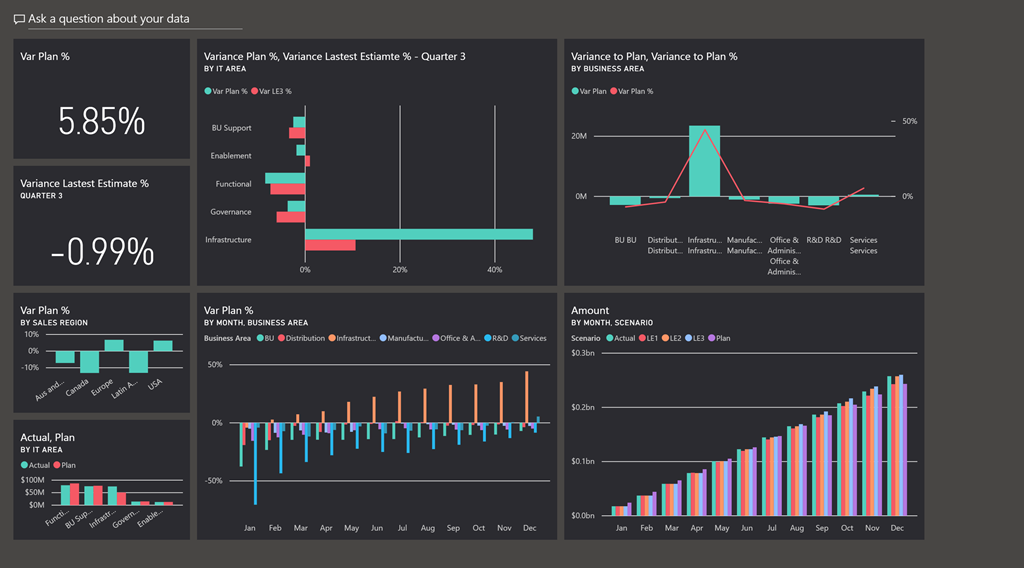 Ask a question about your data
Var Plan %
5.85%
Variance Lastest Estimate %
QUARTER 3
-0.99%
Variance Plan %, Variance Lastest Estiamte % - Quarter 3
BY IT AREA
Var Plan % Var LE3 %
BU Support
Enablement
Functional
Governance
Infrastructure
0% 20% 40%
Variance to Plan, Variance to Plan %
BY BUSINESS AREA
Var Plan Var Plan %
50%
20M
0M 0%
BU BU Distribut... Infrastru... Manufac... Office & R&D R&D Services
Distribut... Infrastru... Manufac... Adminis... Services
Office &
Adminis...
Var Plan %
BY SALES REGION
10%
0%
-10%
Aus and... Canada Europe Latin A... USA
Actual, Plan
BY IT AREA
Actual Plan
$100M
$50M
$0M
Functi... BU Sup... Infrastr... Govern... Enable...
Var Plan %
BY MONTH, BUSINESS AREA
Business Area BU Distribution Infrastruct... Manufactu... Office & A... R&D Services
50%
0%
-50%
Jan Feb Mar Apr May Jun Jul Aug Sep Oct Nov Dec
Amount
BY MONTH, SCENARIO
Scenario Actual LE1 LE2 LE3 Plan
$0.3bn
$0.2bn
$0.1bn
$0.0bn
Jan Feb Mar Apr May Jun Jul Aug Sep Oct Nov Dec